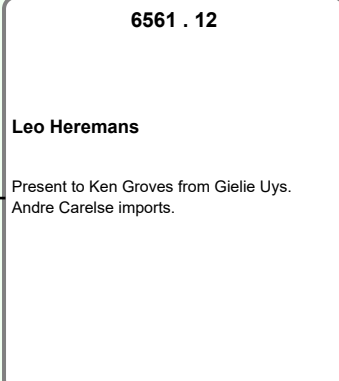 6561 . 12
Leo Heremans
Present to Ken Groves from Gielie Uys.
Andre Carelse imports.